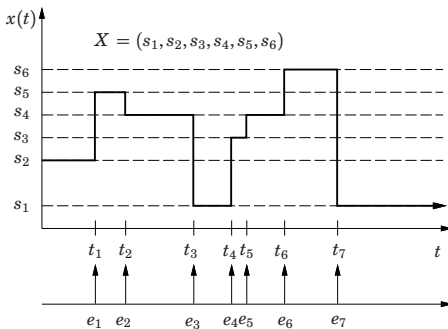 x(t)
X = (s₁, s₂, s₃, s₄, s₅, s₆)
s₆
s₅
s₄
s₃
s₂
s₁
t₁ t₂ t₃ t₄ t₅ t₆ t₇ t
e₁ e₂ e₃ e₄ e₅ e₆ e₇